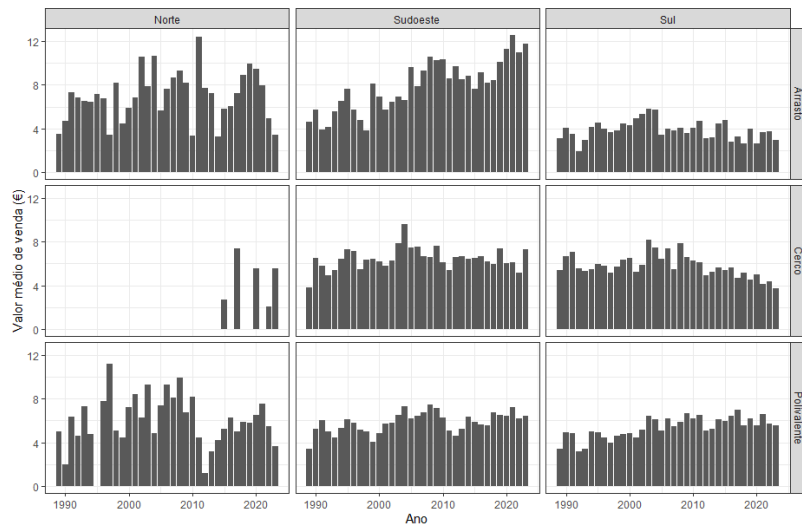 Norte Sudoeste Sul
12
8
4
0
Arrasto
12
8
4
0
Cerco
12
8
4
0
Polivalente
Valor médio de venda (€)
1990 2000 2010 2020 1990 2000 2010 2020 1990 2000 2010 2020
Ano